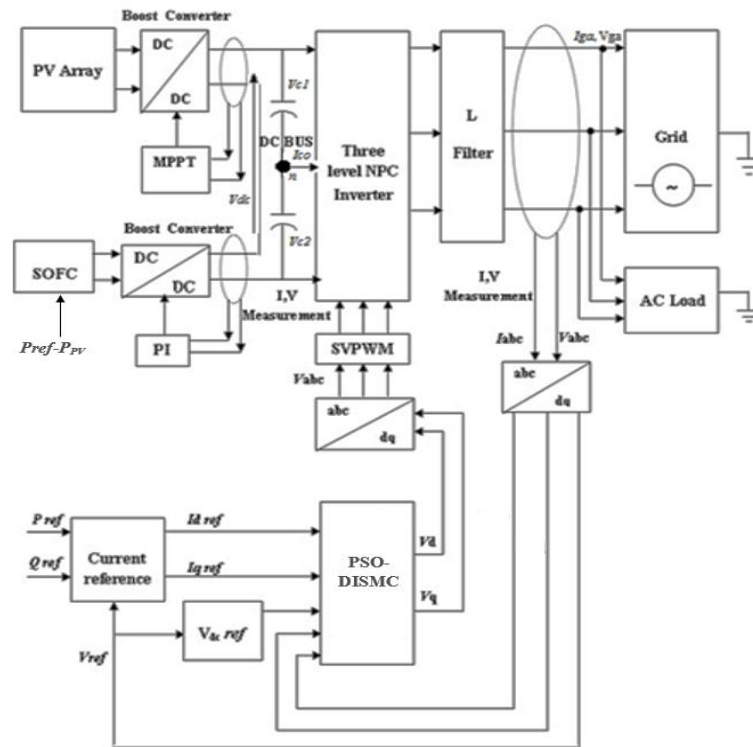 Boost Converter
PV Array
DC
DC
MPPT
Vdc
Vc1
DC BUS
Ico
n
Vc2
Three
level NPC
Inverter
L
Filter
Iga, Vga
Grid
~
AC Load
Boost Converter
SOFC
DC
DC
PI
Pref-PPV
I,V
Measurement
I,V
Measurement
Iabc
Vabc
SVPWM
Vabc
abc
dq
abc
dq
P ref
Q ref
Current
reference
Id ref
Iq ref
PSO-
DISMC
Vd
Vq
Vdc ref
Vref